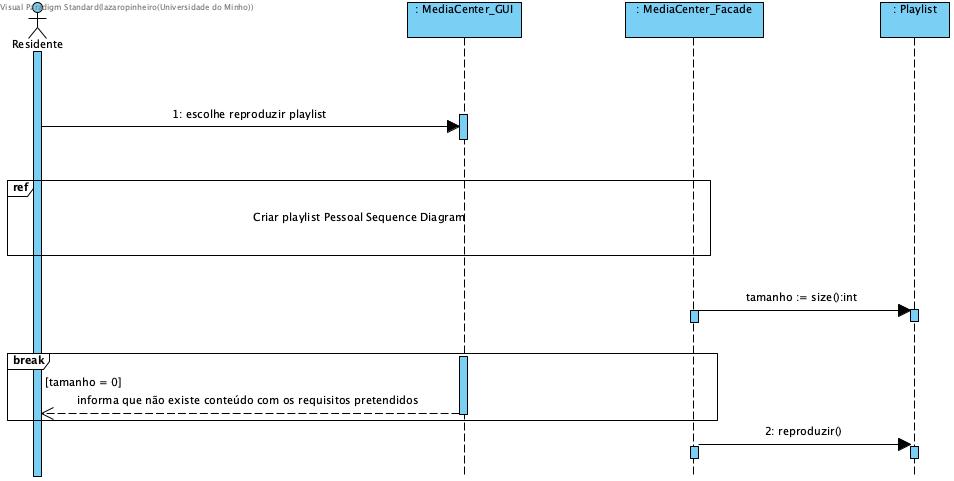 Visual Paradigm Standard(lazaropinheiro(Universidade do Minho))
: MediaCenter_GUI
: MediaCenter_Facade
: Playlist
Residente
1: escolhe reproduzir playlist
ref
Criar playlist Pessoal Sequence Diagram
tamanho := size():int
break
[tamanho = 0]
informa que não existe conteúdo com os requisitos pretendidos
2: reproduzir()